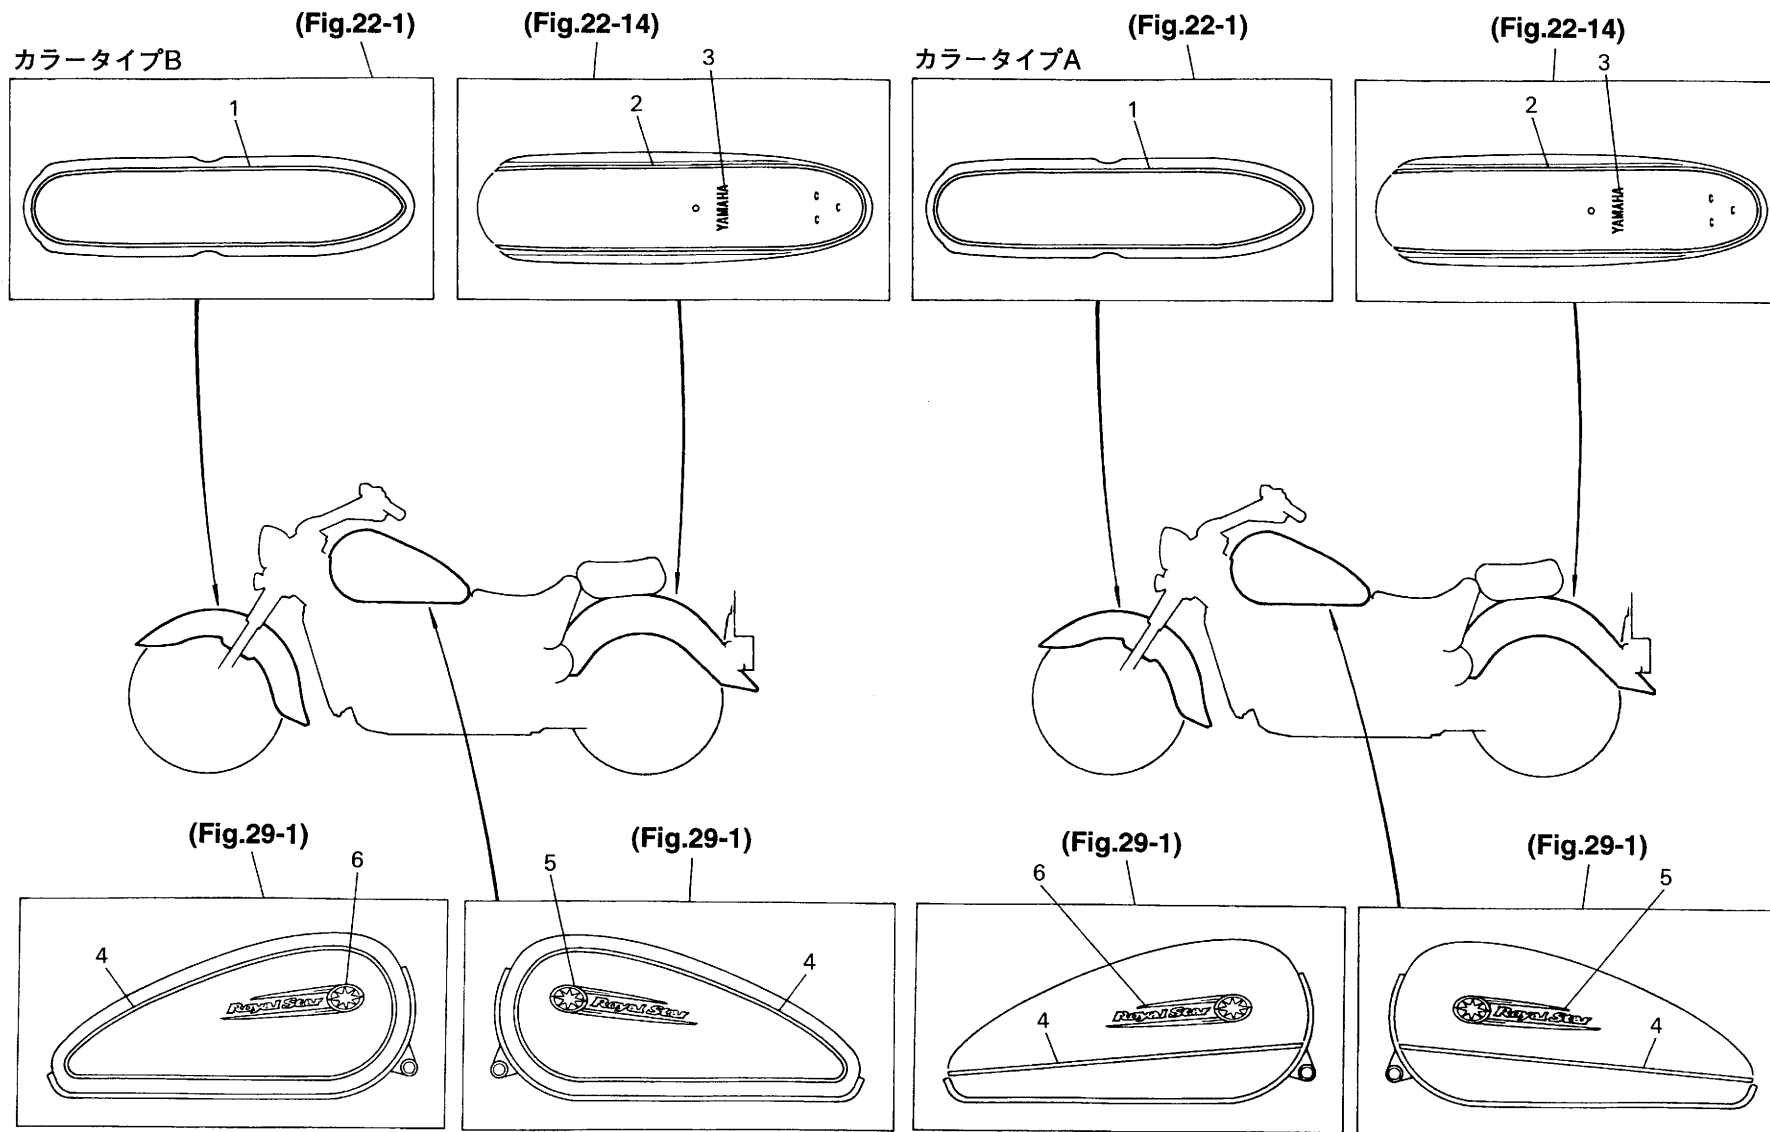 (Fig.22-1)
(Fig.22-14)
カラータイプB
3
1
2
YAMAHA
(Fig.22-1)
(Fig.22-14)
カラータイプA
3
1
2
YAMAHA
(Fig.29-1)
(Fig.29-1)
6
5
4
4
Royal Star
Royal Star
(Fig.29-1)
(Fig.29-1)
6
5
4
4
Royal Star
Royal Star